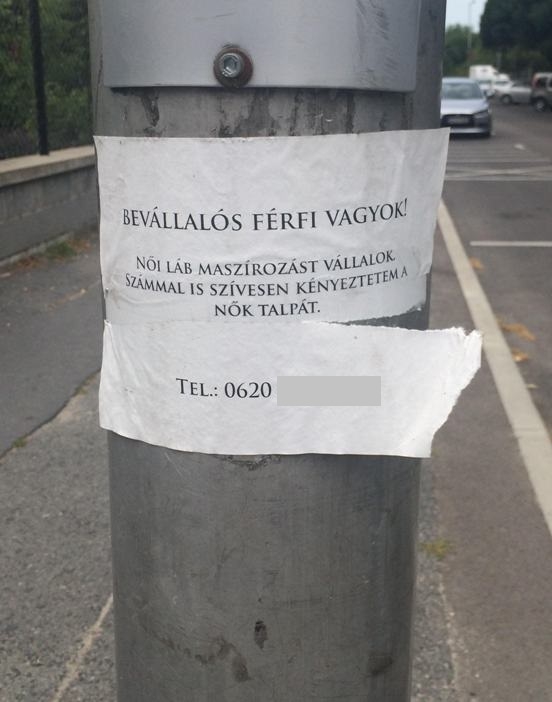 BEVÁLLALÓS FÉRFI VAGYOK!
NŐI LÁB MASZÍROZÁST VÁLLALOK.
SZÁMMAL IS SZÍVESEN KÉNYEZTETEM A
NŐK TALPÁT.
TEL.: 0620